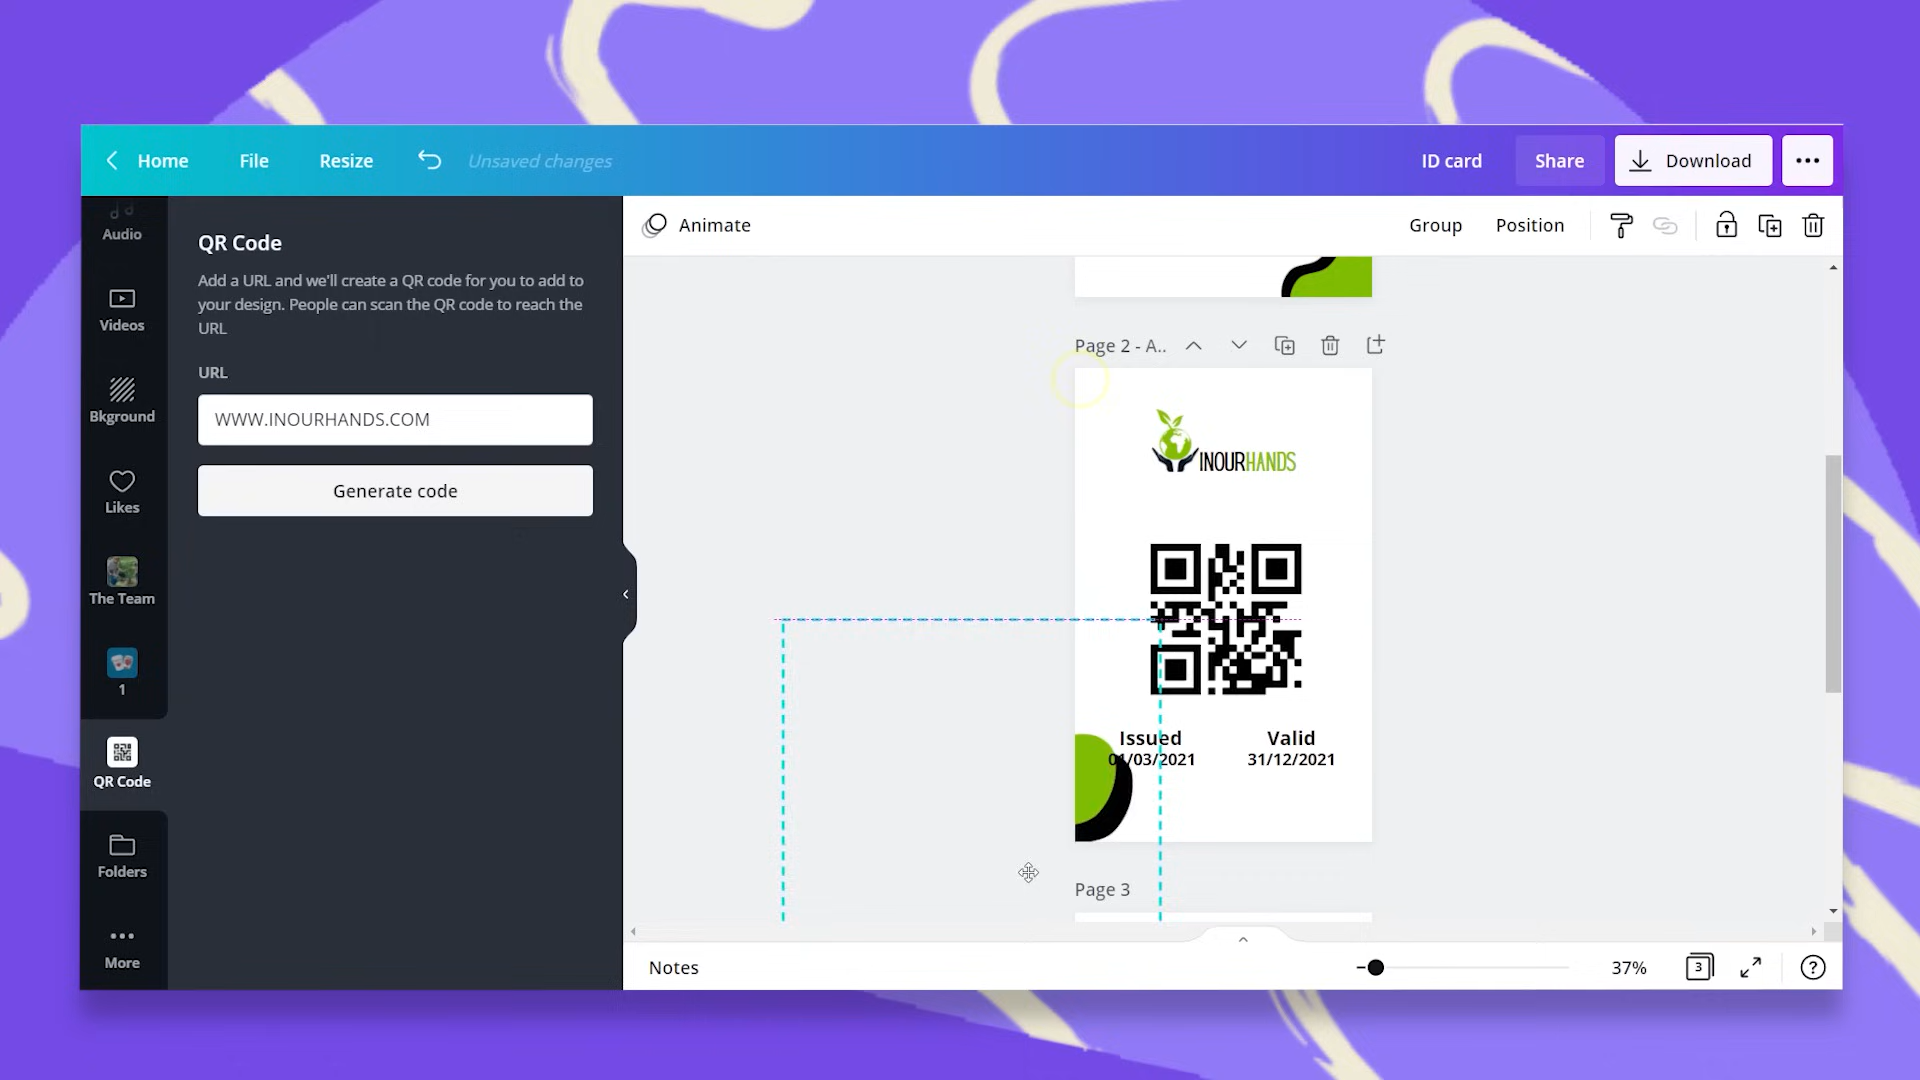 Home
File
Resize
Unsaved changes
ID card
Share
Download
Audio
Videos
Bkground
Likes
The Team
1
QR Code
Folders
More
QR Code
Add a URL and we'll create a QR code for you to add to
your design. People can scan the QR code to reach the
URL
URL
WWW.INOURHANDS.COM
Generate code
Animate
Group
Position
Page 2 - A..
INOURHANDS
Issued
01/03/2021
Valid
31/12/2021
Page 3
Notes
37%
3